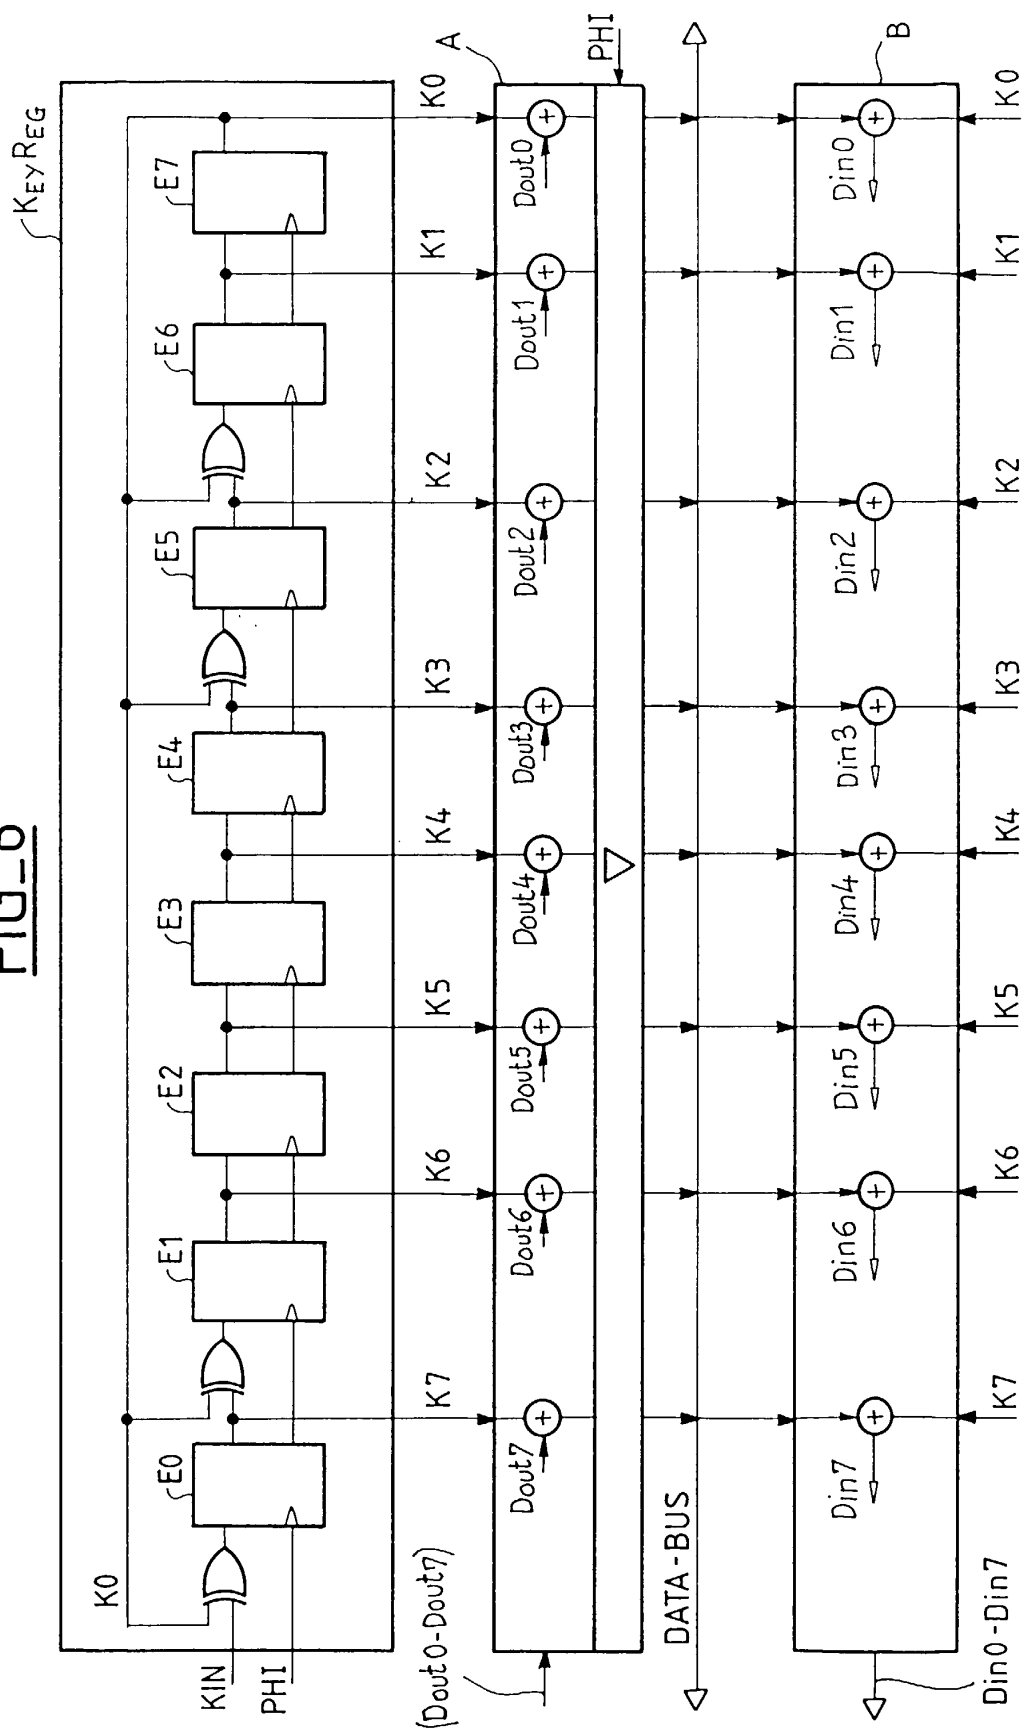 FIG_6
KEYREG
K0
E0
E1
E2
E3
E4
E5
E6
E7
KIN
PHI
K7
K6
K5
K4
K3
K2
K1
K0
A
(Dout0-Dout7)
Dout7
Dout6
Dout5
Dout4
Dout3
Dout2
Dout1
Dout0
PHI
DATA-BUS
B
Din7
Din6
Din5
Din4
Din3
Din2
Din1
Din0
Din0-Din7
K7
K6
K5
K4
K3
K2
K1
K0